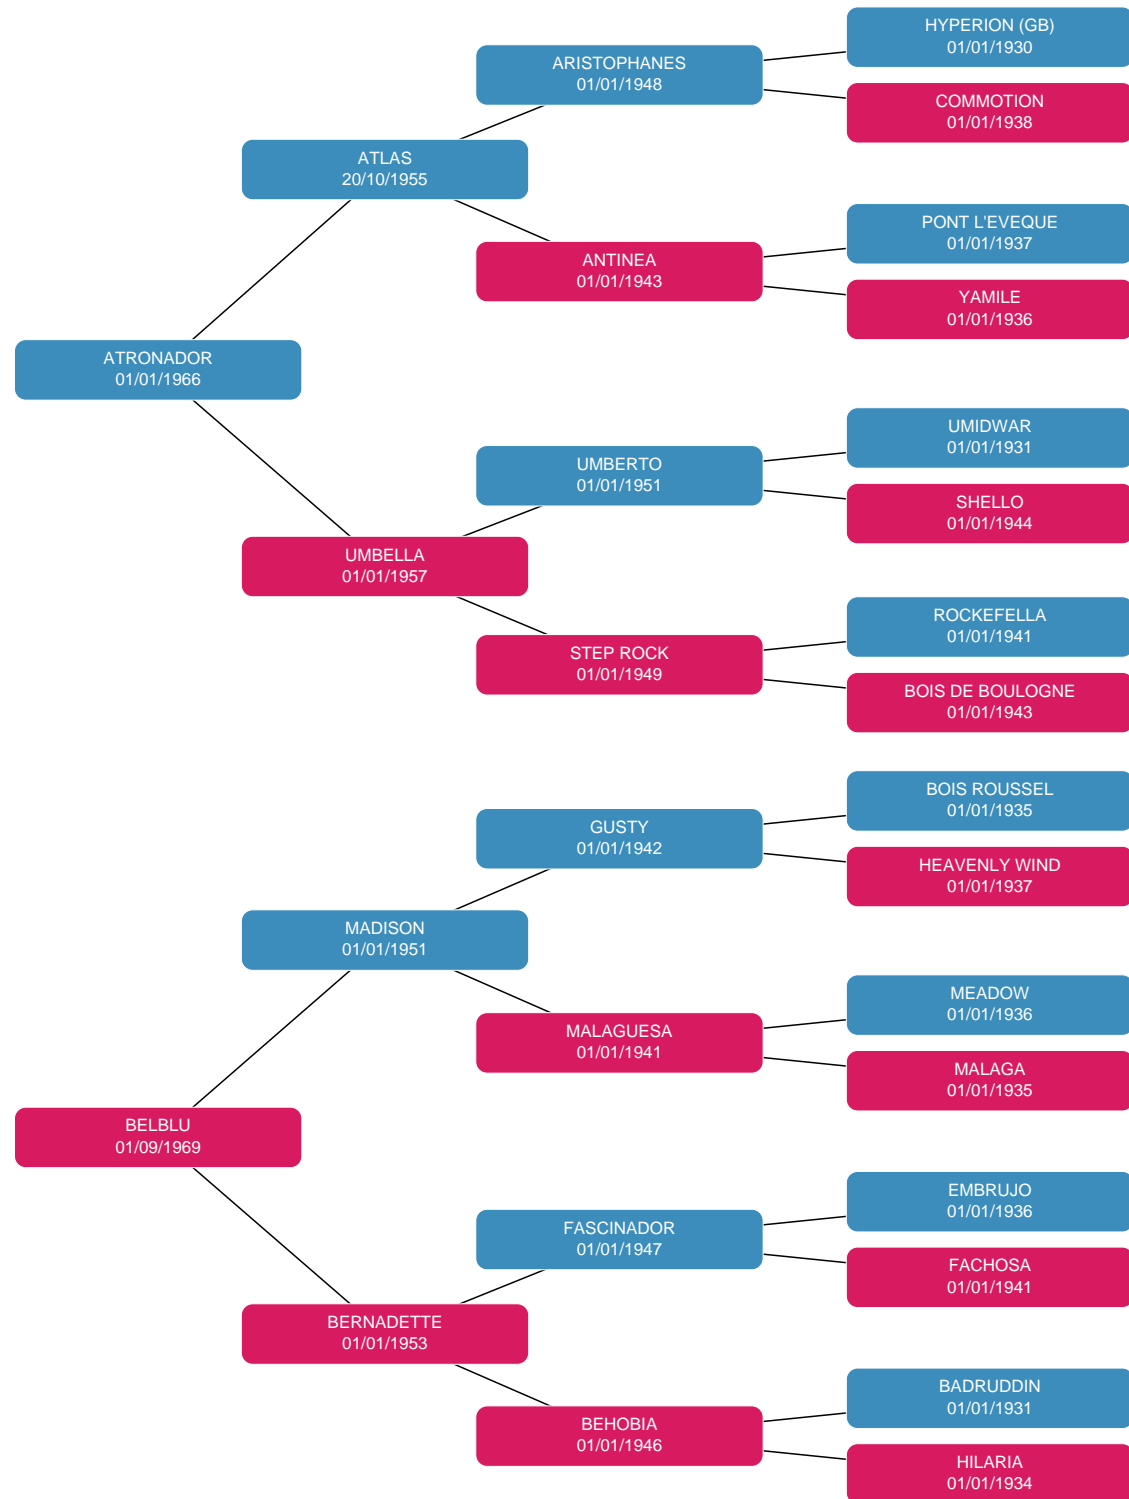 HYPERION (GB)
01/01/1930
ARISTOPHANES
01/01/1948
COMMOTION
01/01/1938
ATLAS
20/10/1955
PONT L'EVEQUE
01/01/1937
ANTINEA
01/01/1943
YAMILE
01/01/1936
ATRONADOR
01/01/1966
UMIDWAR
01/01/1931
UMBERTO
01/01/1951
SHELLO
01/01/1944
UMBELLA
01/01/1957
ROCKEFELLA
01/01/1941
STEP ROCK
01/01/1949
BOIS DE BOULOGNE
01/01/1943
BOIS ROUSSEL
01/01/1935
GUSTY
01/01/1942
HEAVENLY WIND
01/01/1937
MADISON
01/01/1951
MEADOW
01/01/1936
MALAGUESA
01/01/1941
MALAGA
01/01/1935
BELBLU
01/09/1969
EMBRUJO
01/01/1936
FASCINADOR
01/01/1947
FACHOSA
01/01/1941
BERNADETTE
01/01/1953
BADRUDDIN
01/01/1931
BEHOBIA
01/01/1946
HILARIA
01/01/1934